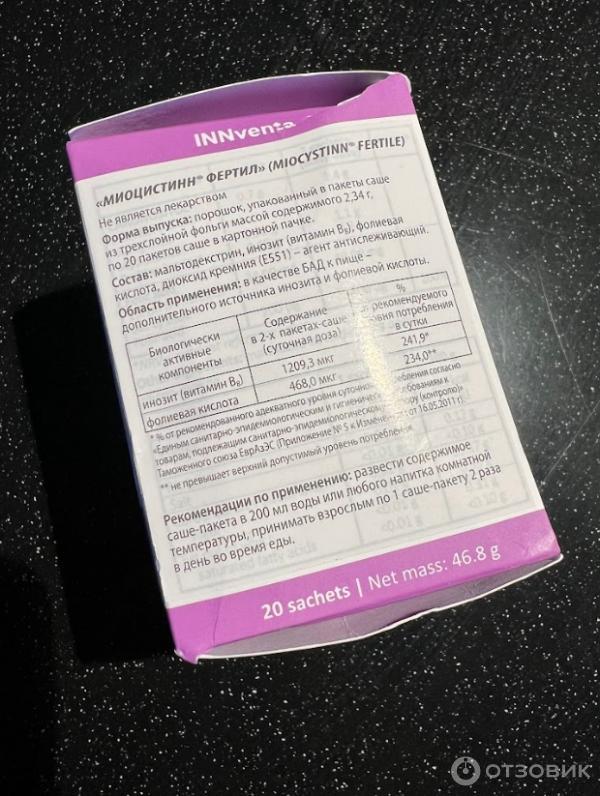 INNventa
«МИОЦИСТИНН® ФЕРТИЛ» (MIOCYSTINN® FERTILE)
Не является лекарством
Форма выпуска: порошок, упакованный в пакеты саше
из трехслойной фольги массой содержимого 2,34 г,
по 20 пакетов саше в картонной пачке.
Состав: мальтодекстрин, инозит (витамин В₈), фолиевая
кислота, диоксид кремния (Е551) – агент антислеживающий.
Область применения: в качестве БАД к пище –
дополнительного источника инозита и фолиевой кислоты.
Биологически активные компоненты
Содержание в 2-х пакетах-саше (суточная доза)
% от рекомендуемого уровня потребления в сутки
инозит (витамин В₈) 1209,3 мкг 241,9*
фолиевая кислота 468,0 мкг 234,0**
* % от рекомендованного адекватного уровня суточного потребления согласно
«Единым санитарно-эпидемиологическим и гигиеническим требованиям к
товарам, подлежащим санитарно-эпидемиологическому надзору (контролю)»
Таможенного союза ЕврАзЭС (Приложение № 5 к Изменениям от 16.05.2011 г).
** не превышает верхний допустимый уровень потребления
Рекомендации по применению: развести содержимое
саше-пакета в 200 мл воды или любого напитка комнатной
температуры, принимать взрослым по 1 саше-пакету 2 раза
в день во время еды.
20 sachets | Net mass: 46.8 g
ОТЗОВИК